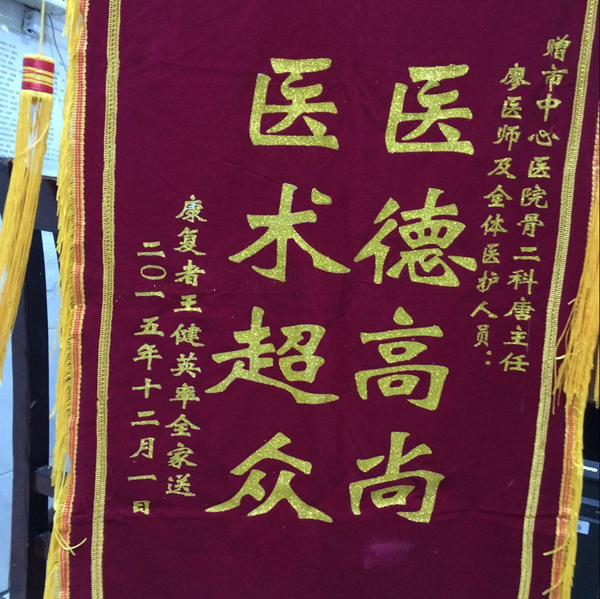 赠市中心医院骨二科唐主任
廖医师及全体医护人员：
医德高尚
医术超众
康复者王健英率全家送
二〇一五年十二月一日